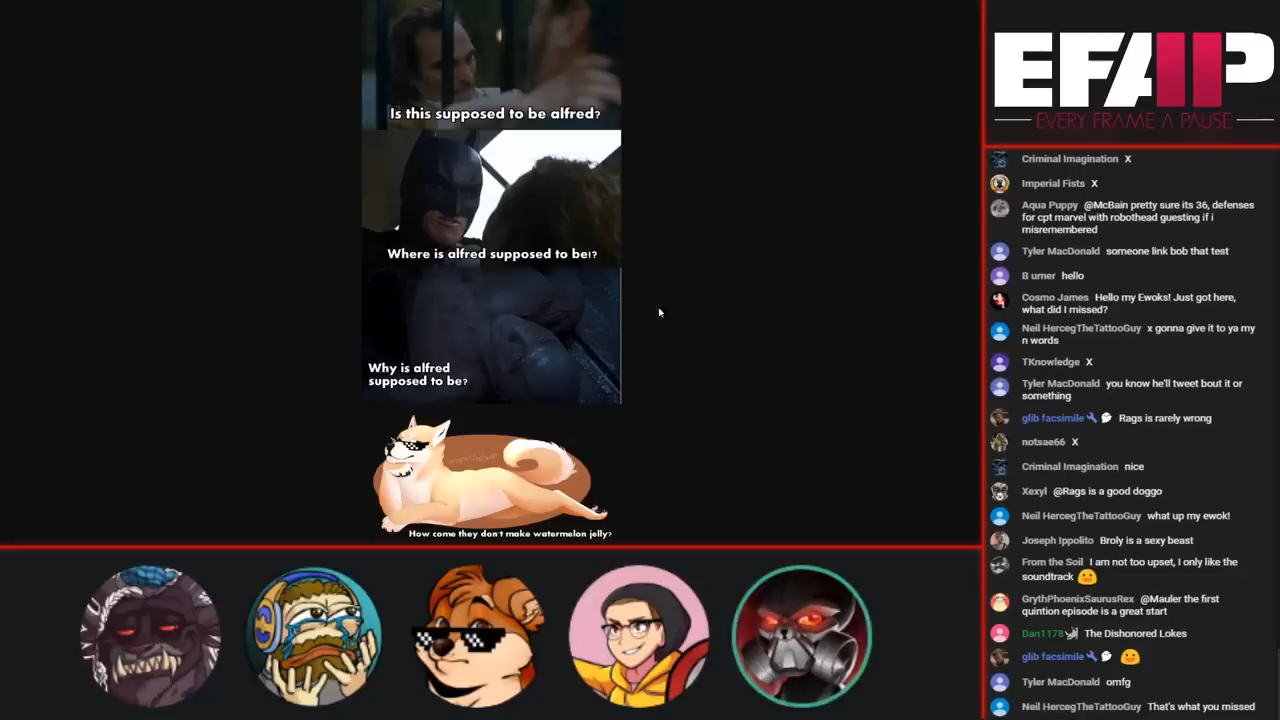 Is this supposed to be alfred?
Where is alfred supposed to be!?
Why is alfred
supposed to be?
How come they don't make watermelon jelly?
EFAP
EVERY FRAME A PAUSE
Criminal Imagination X
Imperial Fists X
Aqua Puppy @McBain pretty sure its 36, defenses
for cpt marvel with robothead guesting if i
misremembered
Tyler MacDonald someone link bob that test
B urner hello
Cosmo James Hello my Ewoks! Just got here,
what did I missed?
Neil HercegTheTattooGuy x gonna give it to ya my
n words
TKnowledge X
Tyler MacDonald you know he'll tweet bout it or
something
glib facsimile Rags is rarely wrong
notsae66 X
Criminal Imagination nice
Xexyl @Rags is a good doggo
Neil HercegTheTattooGuy what up my ewok!
Joseph Ippolito Broly is a sexy beast
From the Soil I am not too upset, I only like the
soundtrack
GrythPhoenixSaurusRex @Mauler the first
quintion episode is a great start
Dan1178 The Dishonored Lokes
glib facsimile
Tyler MacDonald omfg
Neil HercegTheTattooGuy That's what you missed